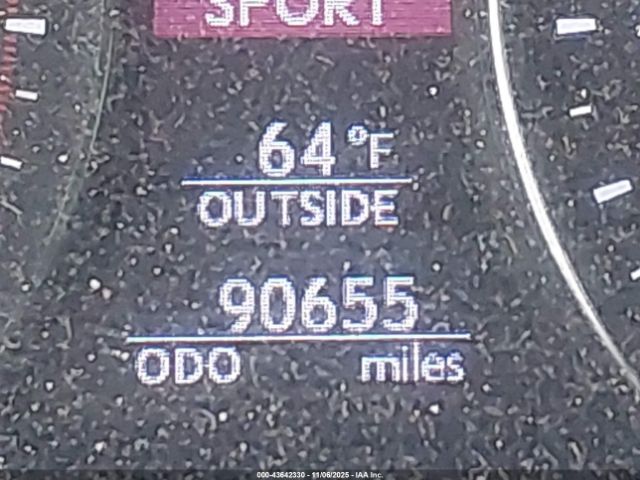 SPORT
64°F
OUTSIDE
90655
ODO miles
000-43642330 - 11/06/2025 - IAA Inc.